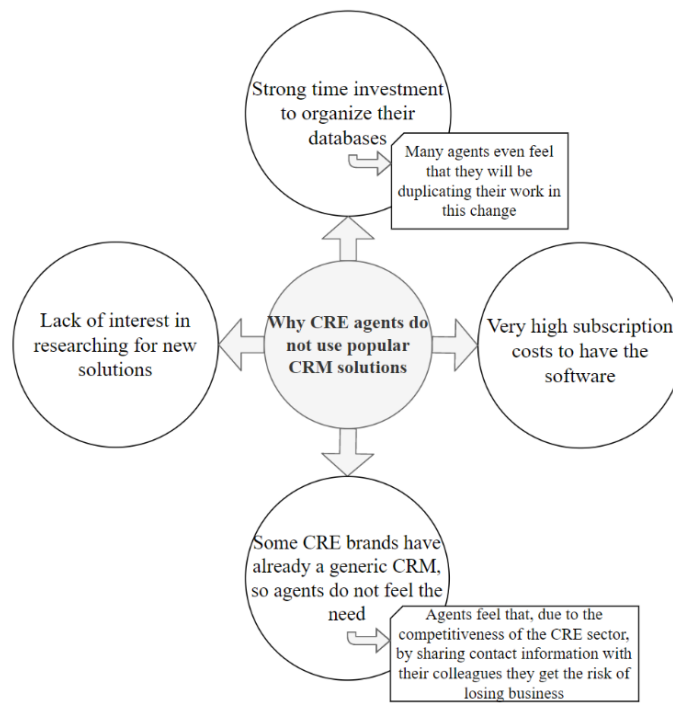 Strong time investment
to organize their
databases
Many agents even feel
that they will be
duplicating their work in
this change
Lack of interest in
researching for new
solutions
Why CRE agents do
not use popular
CRM solutions
Very high subscription
costs to have the
software
Some CRE brands have
already a generic CRM,
so agents do not feel the
need
Agents feel that, due to the
competitiveness of the CRE sector,
by sharing contact information with
their colleagues they get the risk of
losing business